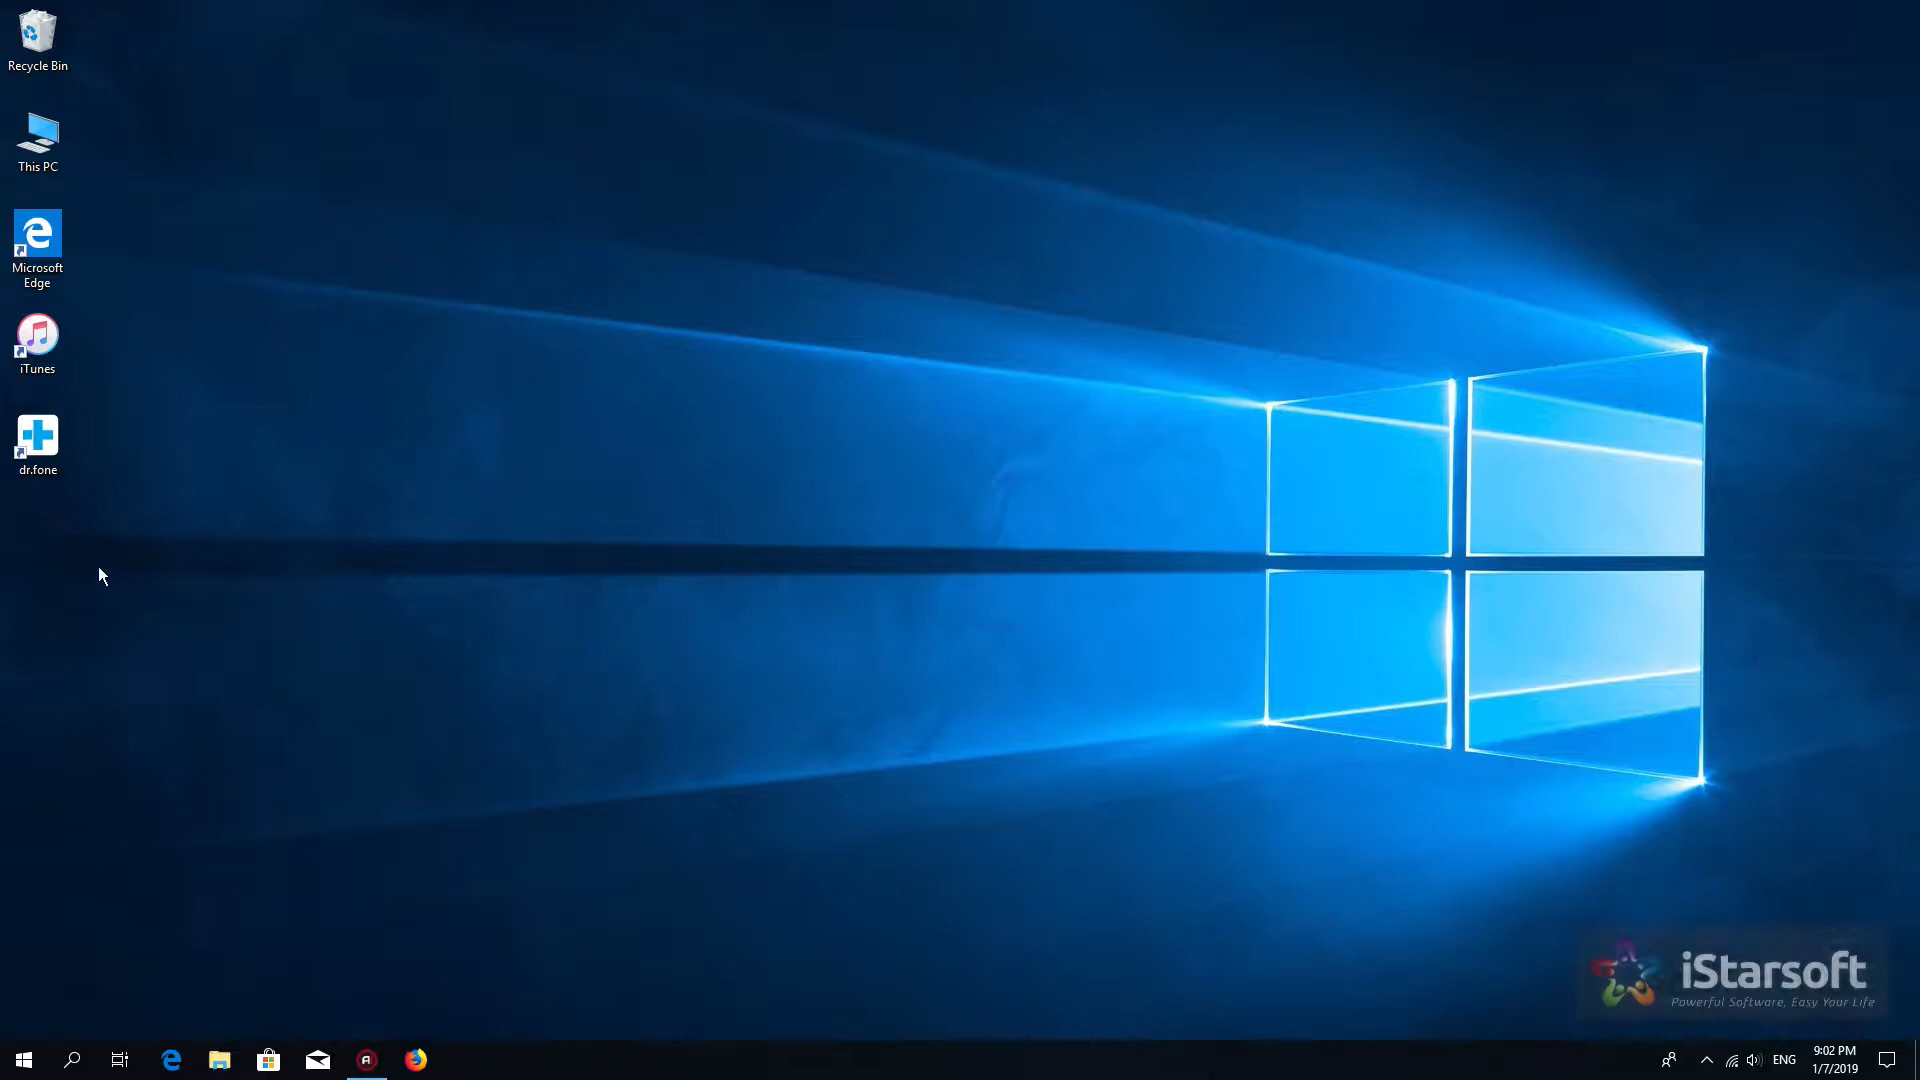 Recycle Bin
This PC
Microsoft
Edge
iTunes
dr.fone
iStarsoft
Powerful Software, Easy Your Life
ENG
9:02 PM
1/7/2019